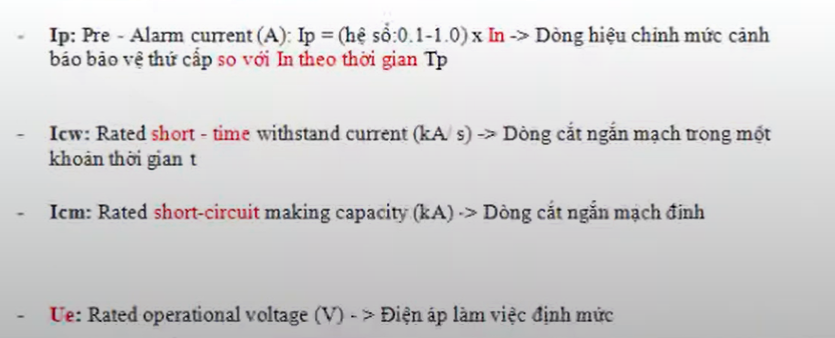 - Ip: Pre - Alarm current (A): Ip = (hệ số:0.1-1.0) x In -> Dòng hiệu chỉnh mức cảnh
báo bảo vệ thứ cấp so với In theo thời gian Tp
- Icw: Rated short - time withstand current (kA/ s) -> Dòng cắt ngắn mạch trong một
khoản thời gian t
- Icm: Rated short-circuit making capacity (kA) -> Dòng cắt ngắn mạch đỉnh
- Ue: Rated operational voltage (V) - > Điện áp làm việc định mức